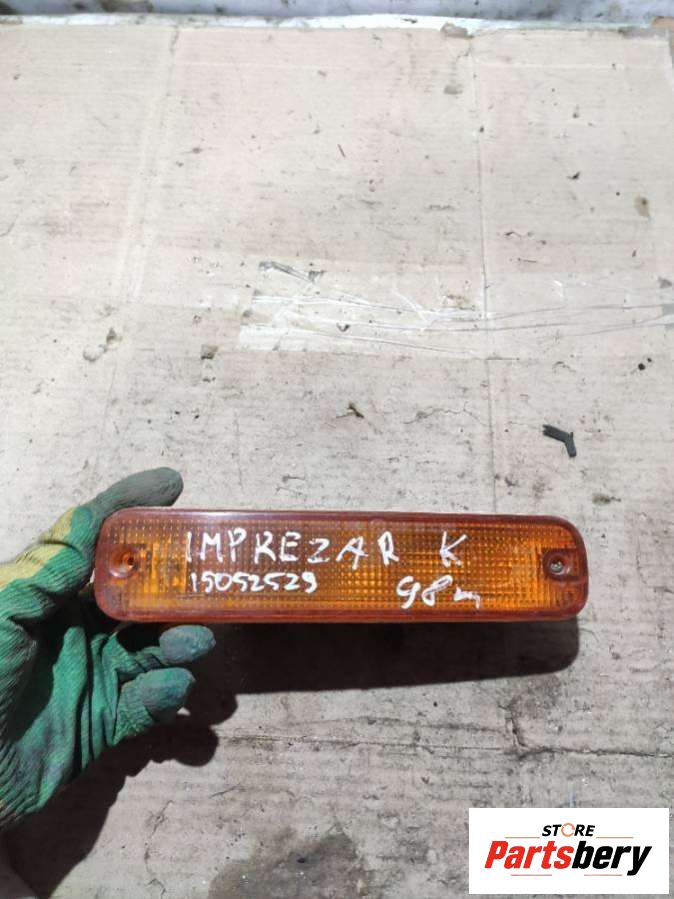 IMPREZA R K
15052529 98m
STORE
Partsbery